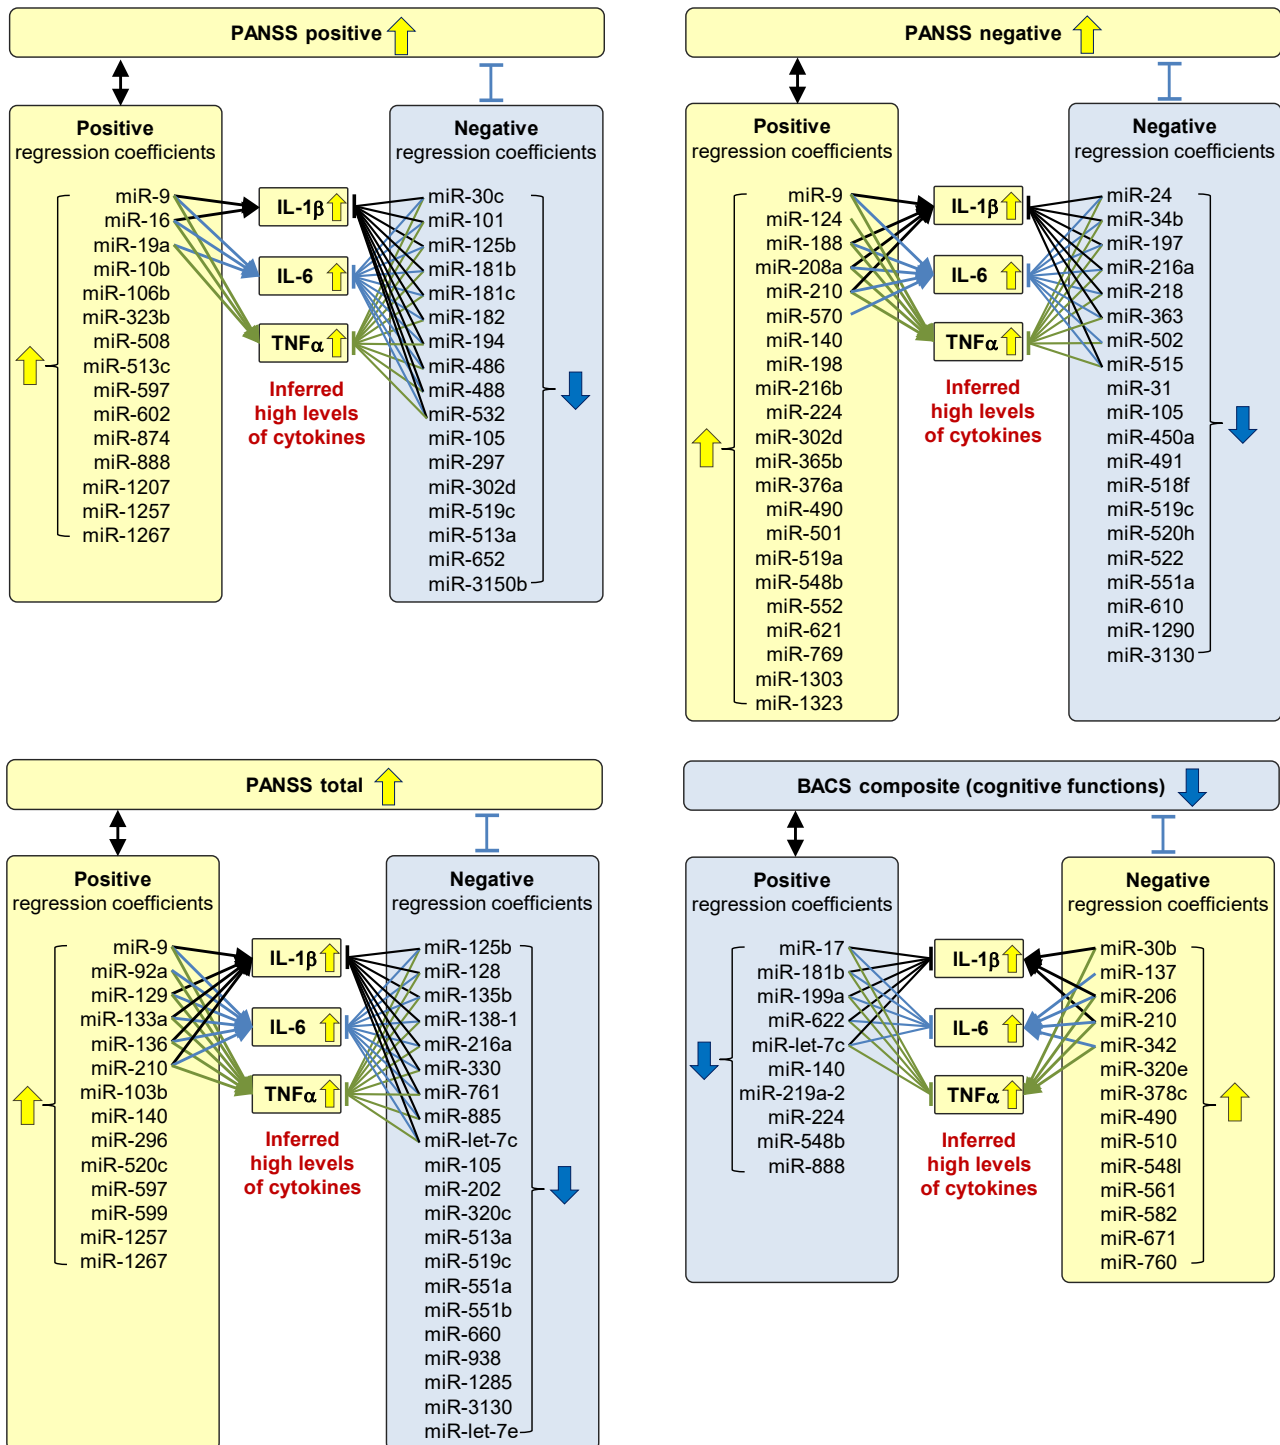 PANSS positive
Positive
regression coefficients
miR-9
miR-16
miR-19a
miR-10b
miR-106b
miR-323b
miR-508
miR-513c
miR-597
miR-602
miR-874
miR-888
miR-1207
miR-1257
miR-1267
IL-1β
IL-6
TNFα
Inferred
high levels
of cytokines
Negative
regression coefficients
miR-30c
miR-101
miR-125b
miR-181b
miR-181c
miR-182
miR-194
miR-486
miR-488
miR-532
miR-105
miR-297
miR-302d
miR-519c
miR-513a
miR-652
miR-3150b
PANSS negative
Positive
regression coefficients
miR-9
miR-124
miR-188
miR-208a
miR-210
miR-570
miR-140
miR-198
miR-216b
miR-224
miR-302d
miR-365b
miR-376a
miR-490
miR-501
miR-519a
miR-548b
miR-552
miR-621
miR-769
miR-1303
miR-1323
IL-1β
IL-6
TNFα
Inferred
high levels
of cytokines
Negative
regression coefficients
miR-24
miR-34b
miR-197
miR-216a
miR-218
miR-363
miR-502
miR-515
miR-31
miR-105
miR-450a
miR-491
miR-518f
miR-519c
miR-520h
miR-522
miR-551a
miR-610
miR-1290
miR-3130
PANSS total
Positive
regression coefficients
miR-9
miR-92a
miR-129
miR-133a
miR-136
miR-210
miR-103b
miR-140
miR-296
miR-520c
miR-597
miR-599
miR-1257
miR-1267
IL-1β
IL-6
TNFα
Inferred
high levels
of cytokines
Negative
regression coefficients
miR-125b
miR-128
miR-135b
miR-138-1
miR-216a
miR-330
miR-761
miR-885
miR-let-7c
miR-105
miR-202
miR-320c
miR-513a
miR-519c
miR-551a
miR-551b
miR-660
miR-938
miR-1285
miR-3130
miR-let-7e
BACS composite (cognitive functions)
Positive
regression coefficients
miR-17
miR-181b
miR-199a
miR-622
miR-let-7c
miR-140
miR-219a-2
miR-224
miR-548b
miR-888
IL-1β
IL-6
TNFα
Inferred
high levels
of cytokines
Negative
regression coefficients
miR-30b
miR-137
miR-206
miR-210
miR-342
miR-320e
miR-378c
miR-490
miR-510
miR-548l
miR-561
miR-582
miR-671
miR-760